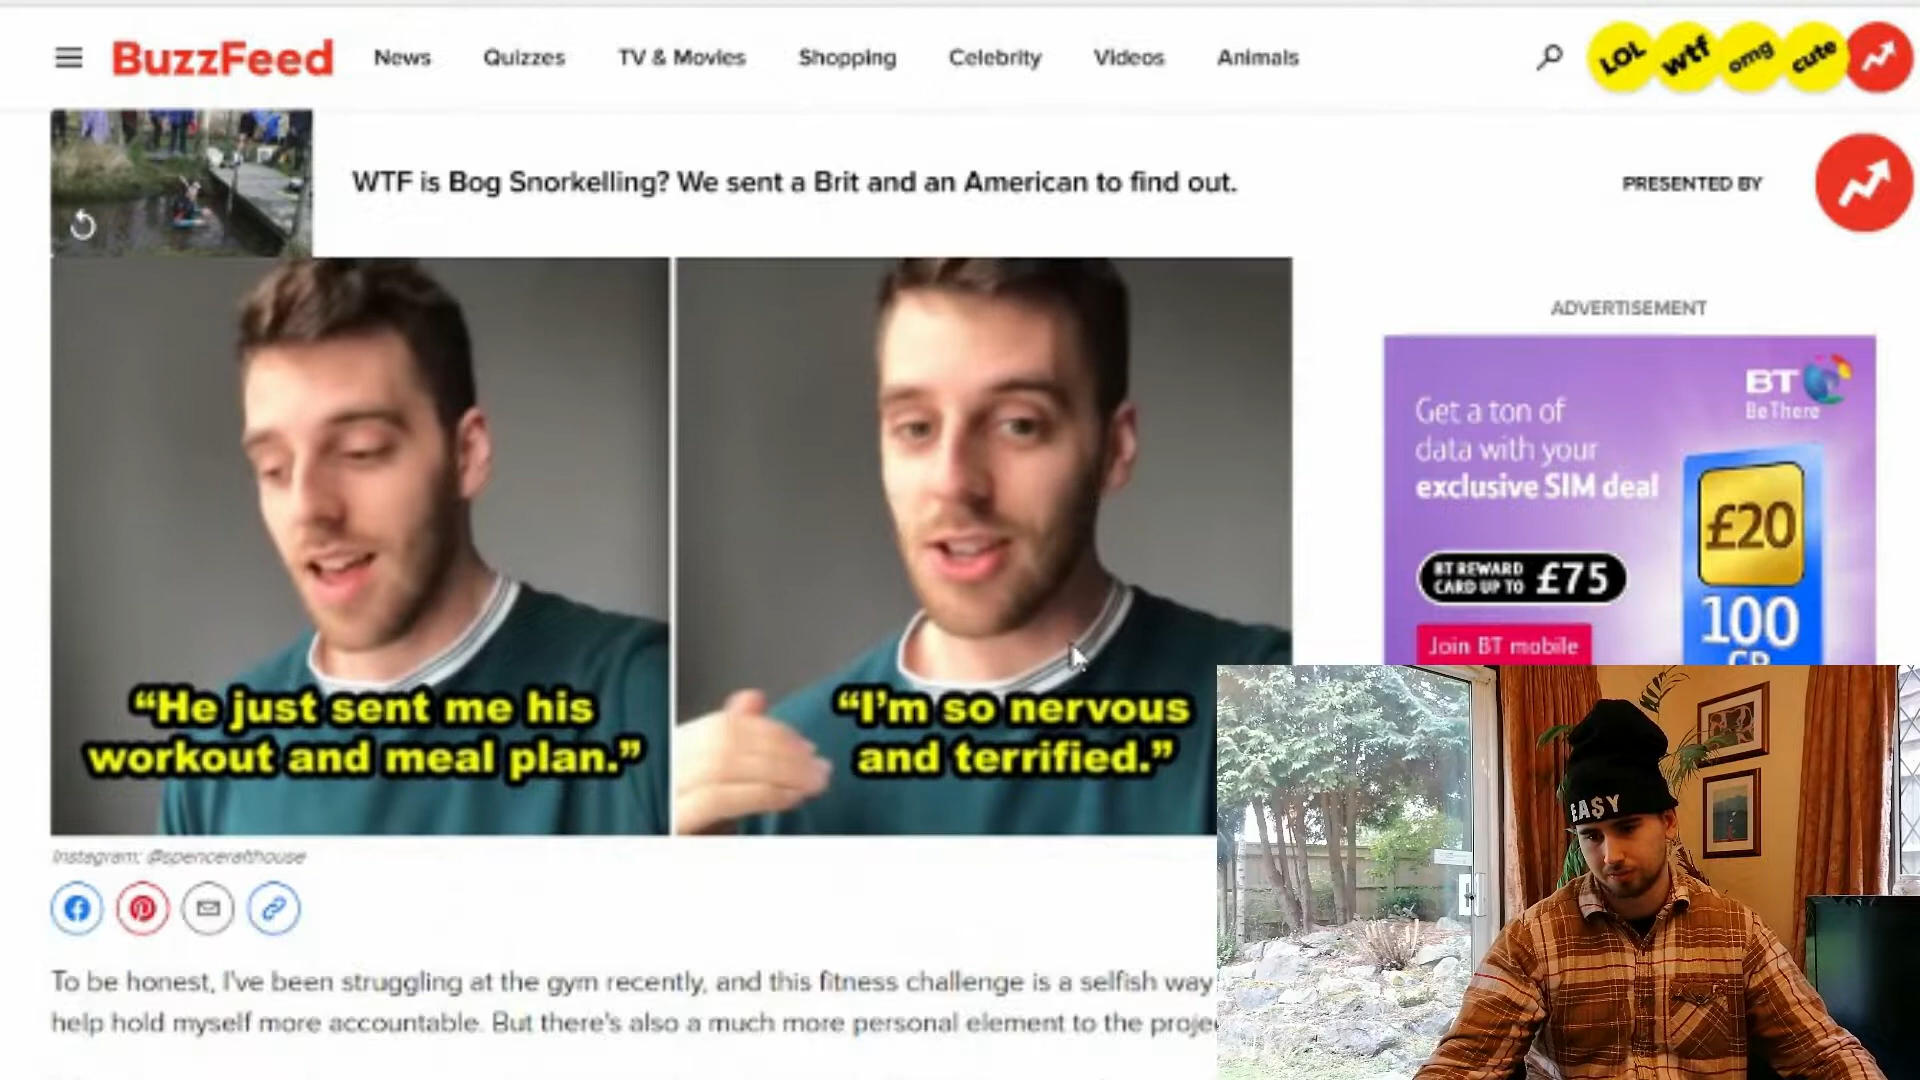 BuzzFeed
News
Quizzes
TV & Movies
Shopping
Celebrity
Videos
Animals
LOL
wtf
omg
cute
WTF is Bog Snorkelling? We sent a Brit and an American to find out.
PRESENTED BY
ADVERTISEMENT
BT
Be There
Get a ton of
data with your
exclusive SIM deal
£20
BT REWARD
CARD UP TO
£75
100
GB
Join BT mobile
“He just sent me his
workout and meal plan.”
“I’m so nervous
and terrified.”
EA$Y
Instagram: @spenceralthouse
To be honest, I've been struggling at the gym recently, and this fitness challenge is a selfish way
help hold myself more accountable. But there's also a much more personal element to the